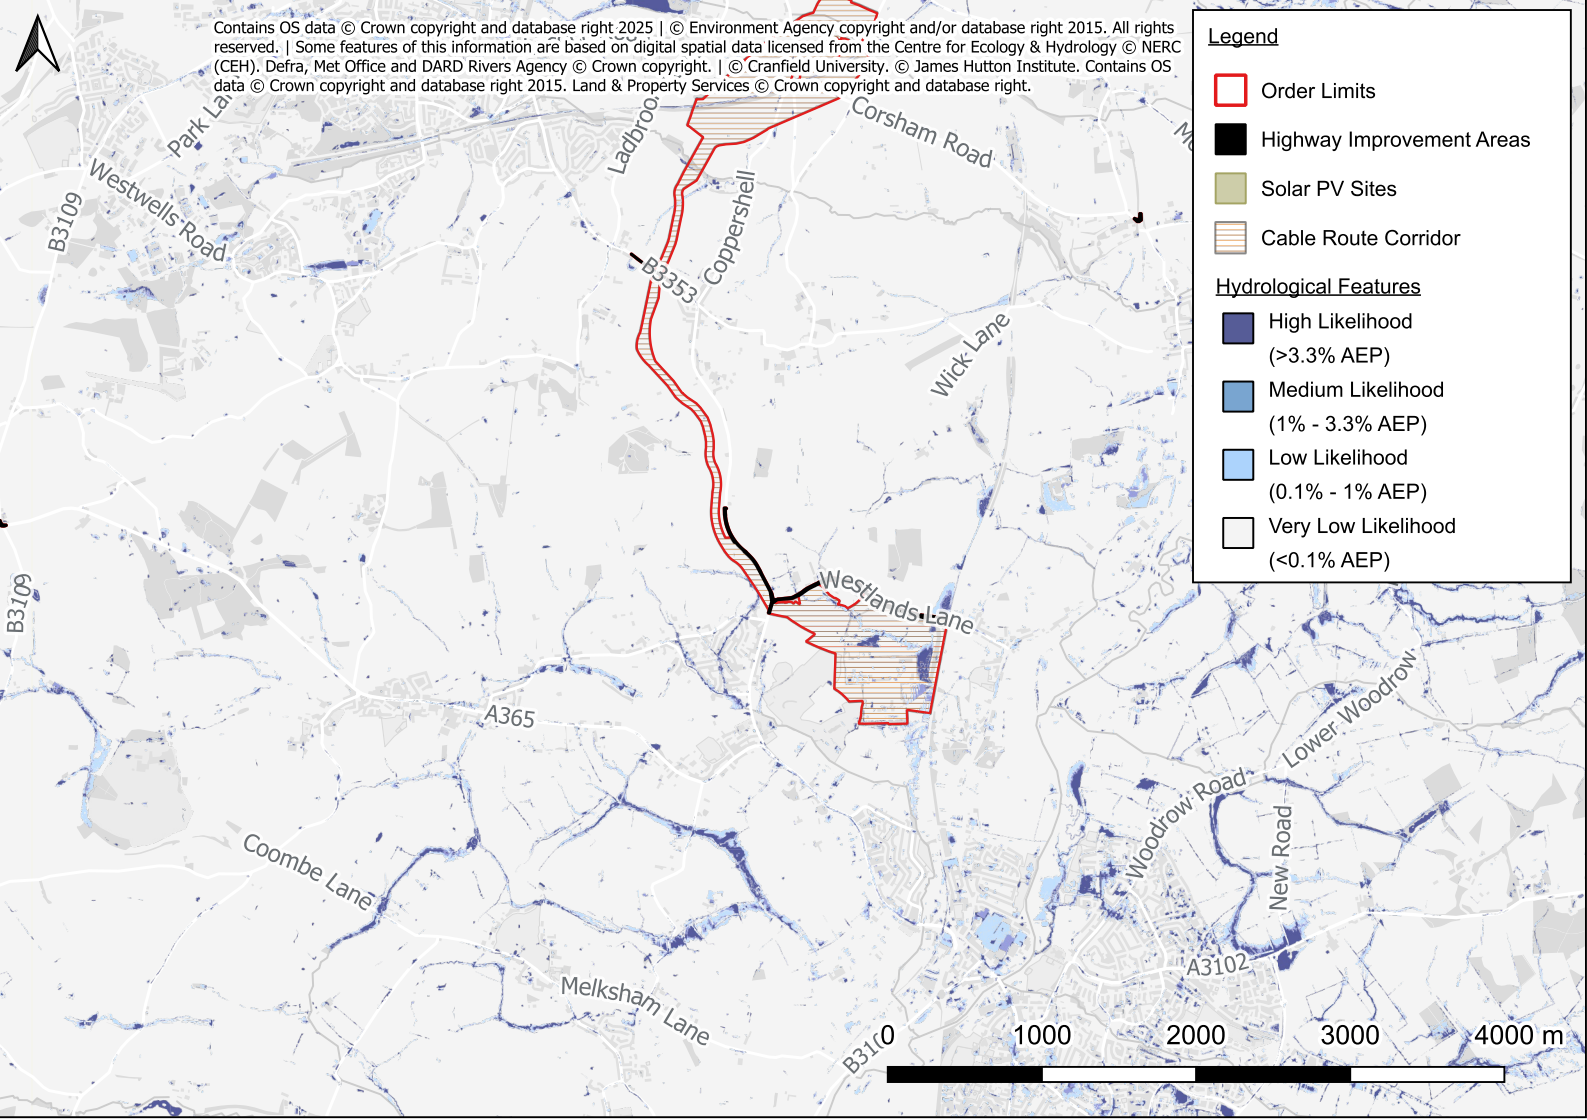 Contains OS data © Crown copyright and database right 2025 | © Environment Agency copyright and/or database right 2015. All rights
reserved. | Some features of this information are based on digital spatial data licensed from the Centre for Ecology & Hydrology © NERC
(CEH). Defra, Met Office and DARD Rivers Agency © Crown copyright. | © Cranfield University. © James Hutton Institute. Contains OS
data © Crown copyright and database right 2015. Land & Property Services © Crown copyright and database right.
Legend
Order Limits
Highway Improvement Areas
Solar PV Sites
Cable Route Corridor
Hydrological Features
High Likelihood
(>3.3% AEP)
Medium Likelihood
(1% - 3.3% AEP)
Low Likelihood
(0.1% - 1% AEP)
Very Low Likelihood
(<0.1% AEP)
Park Lan
Ladbroo
Corsham Road
Westwells Road
B3109
Coppershell
B3353
Wick Lane
Westlands Lane
B3109
A365
Lower Woodrow
Woodrow Road
New Road
Coombe Lane
A3102
Melksham Lane
B310
0 1000 2000 3000 4000 m